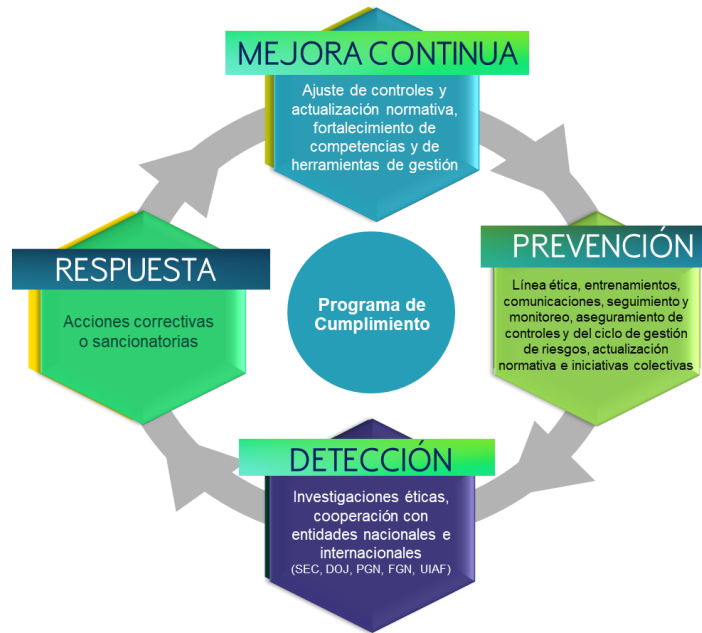 MEJORA CONTINUA
Ajuste de controles y
actualización normativa,
fortalecimiento de
competencias y de
herramientas de gestión
PREVENCIÓN
Línea ética, entrenamientos,
comunicaciones, seguimiento y
monitoreo, aseguramiento de
controles y del ciclo de gestión
de riesgos, actualización
normativa e iniciativas colectivas
RESPUESTA
Acciones correctivas
o sancionatorias
Programa de
Cumplimiento
DETECCIÓN
Investigaciones éticas,
cooperación con
entidades nacionales e
internacionales
(SEC, DOJ, PGN, FGN, UIAF)